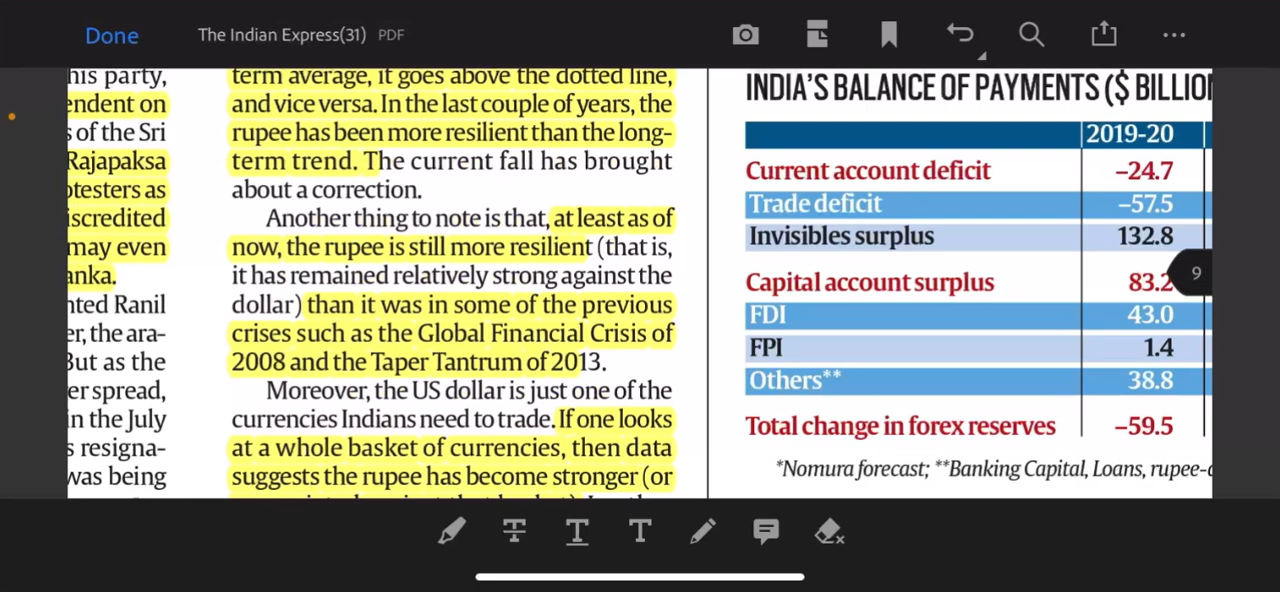 Done
The Indian Express(31) PDF
his party,
endent on
s of the Sri
Rajapaksa
otesters as
iscredited
may even
anka.
nted Ranil
er, the ara-
But as the
er spread,
in the July
s resigna-
was being
term average, it goes above the dotted line,
and vice versa. In the last couple of years, the
rupee has been more resilient than the long-
term trend. The current fall has brought
about a correction.
Another thing to note is that, at least as of
now, the rupee is still more resilient (that is,
it has remained relatively strong against the
dollar) than it was in some of the previous
crises such as the Global Financial Crisis of
2008 and the Taper Tantrum of 2013.
Moreover, the US dollar is just one of the
currencies Indians need to trade. If one looks
at a whole basket of currencies, then data
suggests the rupee has become stronger (or
INDIA'S BALANCE OF PAYMENTS ($ BILLION
2019-20
Current account deficit –24.7
Trade deficit –57.5
Invisibles surplus 132.8
Capital account surplus 83.2
9
FDI 43.0
FPI 1.4
Others** 38.8
Total change in forex reserves –59.5
*Nomura forecast; **Banking Capital, Loans, rupee-